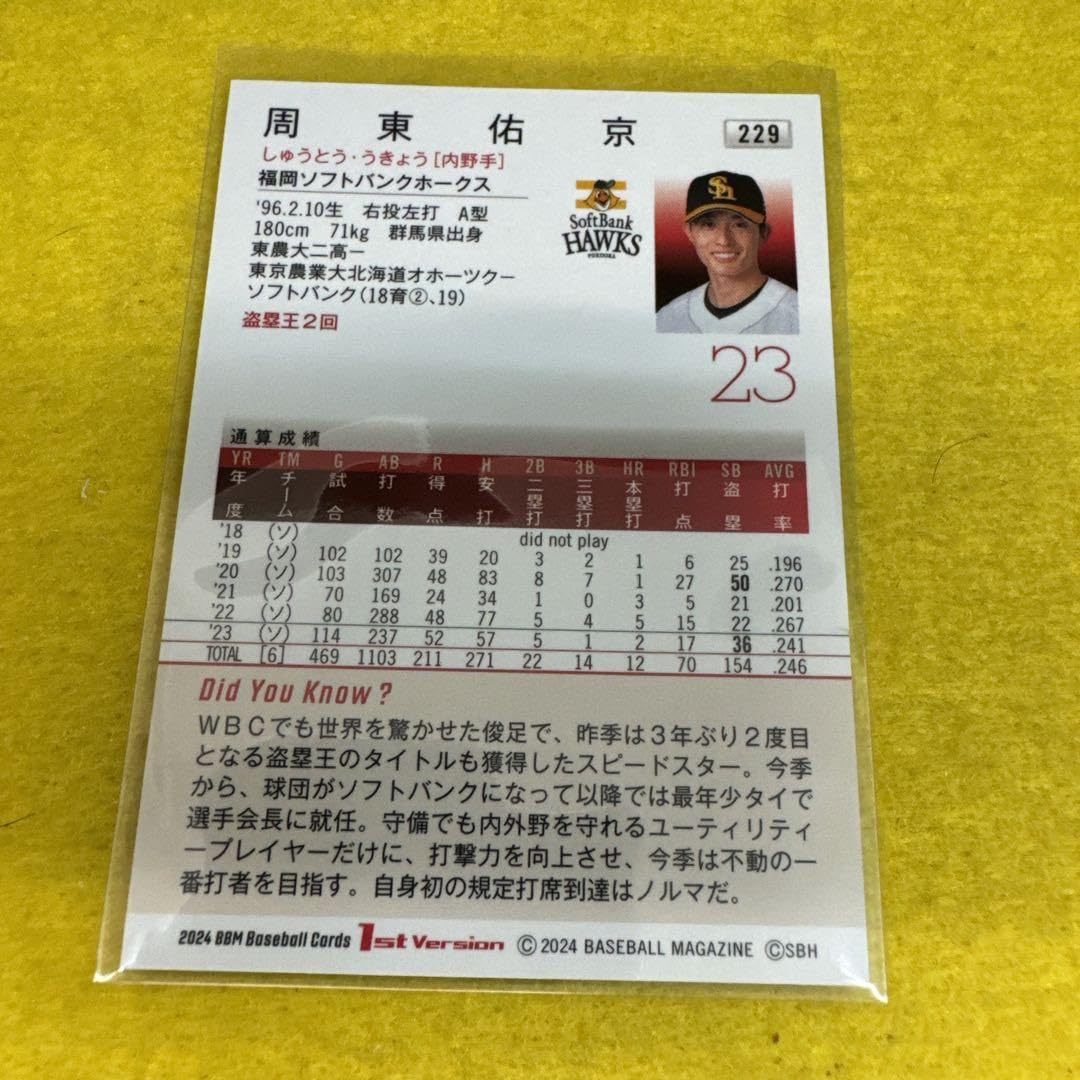 周東佑京
229
しゅうとう・うきょう[内野手]
福岡ソフトバンクホークス
'96.2.10生 右投左打 A型
180cm 71kg 群馬県出身
東農大二高ー
東京農業大北海道オホーツクー
ソフトバンク(18育②、19)
盗塁王2回
SH
SoftBank
HAWKS
FUKUOKA
23
通算成績
YR TM G AB R H 2B 3B HR RBI SB AVG
年度 チーム 試合 打数 得点 安打 二塁打 三塁打 本塁打 打点 盗塁 打率
'18 (ソ) did not play
'19 (ソ) 102 102 39 20 3 2 1 6 25 .196
'20 (ソ) 103 307 48 83 8 7 1 27 50 .270
'21 (ソ) 70 169 24 34 1 0 3 5 21 .201
'22 (ソ) 80 288 48 77 5 4 5 15 22 .267
'23 (ソ) 114 237 52 57 5 1 2 17 36 .241
TOTAL [6] 469 1103 211 271 22 14 12 70 154 .246
Did You Know?
WBCでも世界を驚かせた俊足で、昨季は3年ぶり2度目
となる盗塁王のタイトルも獲得したスピードスター。今季
から、球団がソフトバンクになって以降では最年少タイで
選手会長に就任。守備でも内外野を守れるユーティリティ
ープレイヤーだけに、打撃力を向上させ、今季は不動の一
番打者を目指す。自身初の規定打席到達はノルマだ。
2024 BBM Baseball Cards 1st Version ©2024 BASEBALL MAGAZINE ©SBH